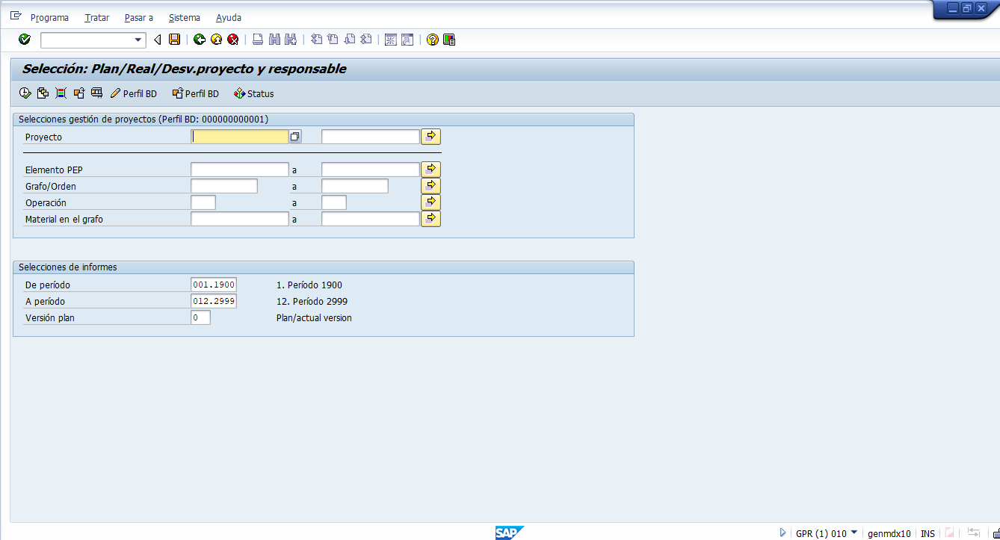 Programa Tratar Pasar a Sistema Ayuda
Selección: Plan/Real/Desv.proyecto y responsable
Perfil BD Perfil BD Status
Selecciones gestión de proyectos (Perfil BD: 000000000001)
Proyecto
Elemento PEP a
Grafo/Orden a
Operación a
Material en el grafo a
Selecciones de informes
De período 001.1900 1. Período 1900
A período 012.2999 12. Período 2999
Versión plan 0 Plan/actual version
SAP GPR (1) 010 genmdx10 INS